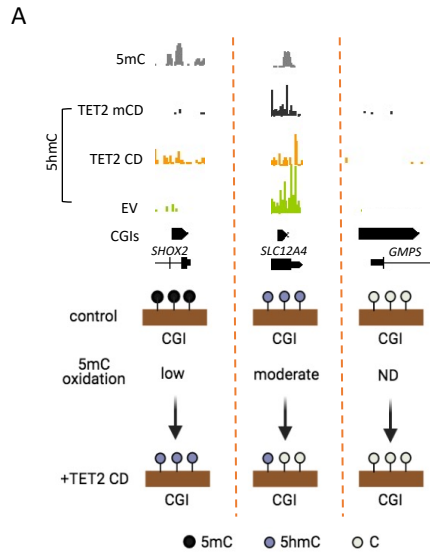 A
5mC
TET2 mCD
5hmC
TET2 CD
EV
CGIs
SHOX2 SLC12A4 GMPS
control
CGI CGI CGI
5mC oxidation
low moderate ND
+TET2 CD
CGI CGI CGI
5mC 5hmC C